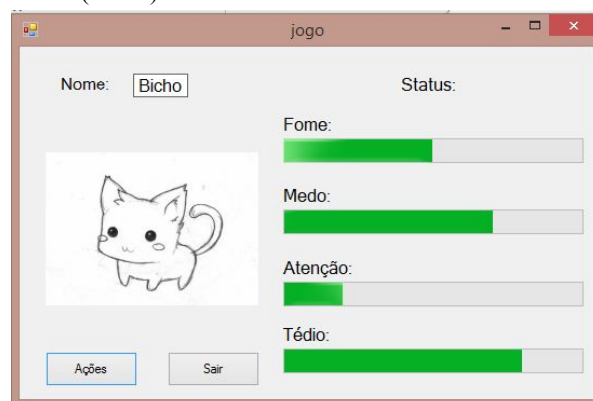 jogo
Nome: Bicho
Status:
Fome:
Medo:
Atenção:
Tédio:
Ações Sair